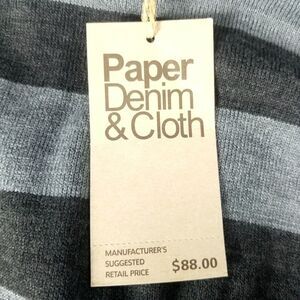 Paper
Denim
& Cloth
MANUFACTURER'S
SUGGESTED
RETAIL PRICE $88.00